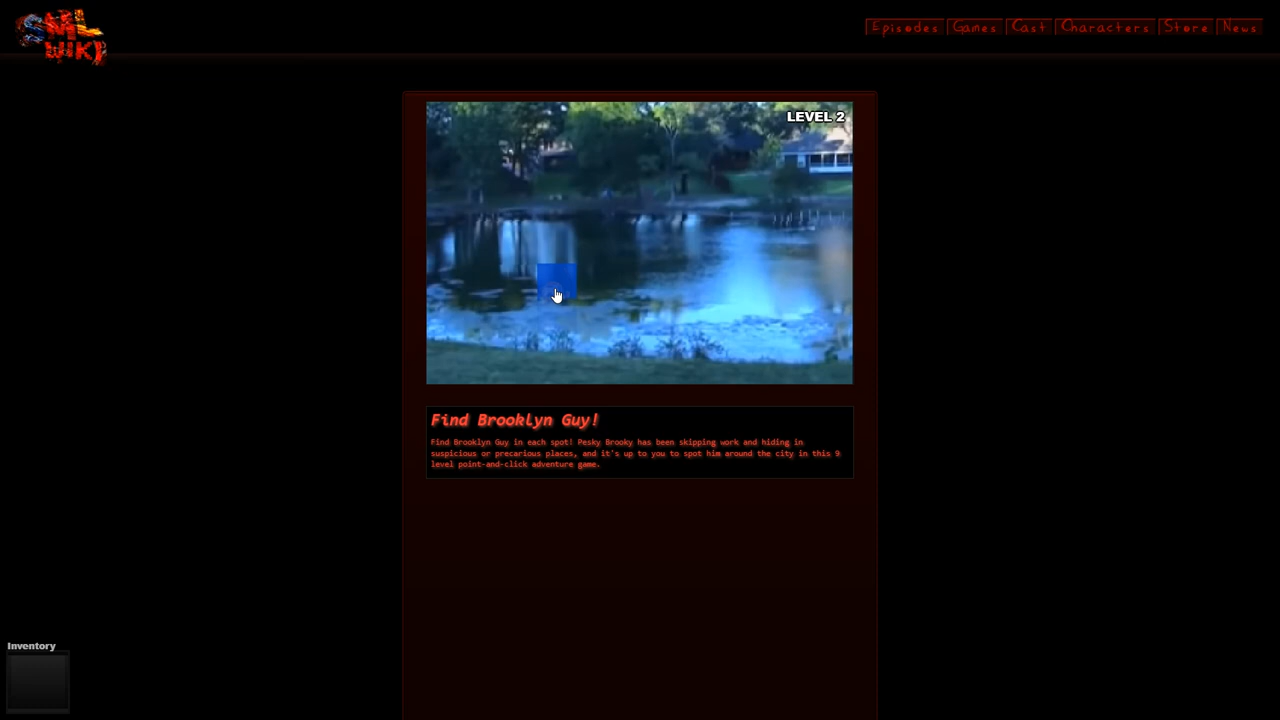 SML
WIKI
Episodes Games Cast Characters Store News
LEVEL 2
Find Brooklyn Guy!
Find Brooklyn Guy in each spot! Pesky Brooky has been skipping work and hiding in
suspicious or precarious places, and it's up to you to spot him around the city in this 9
level point-and-click adventure game.
Inventory